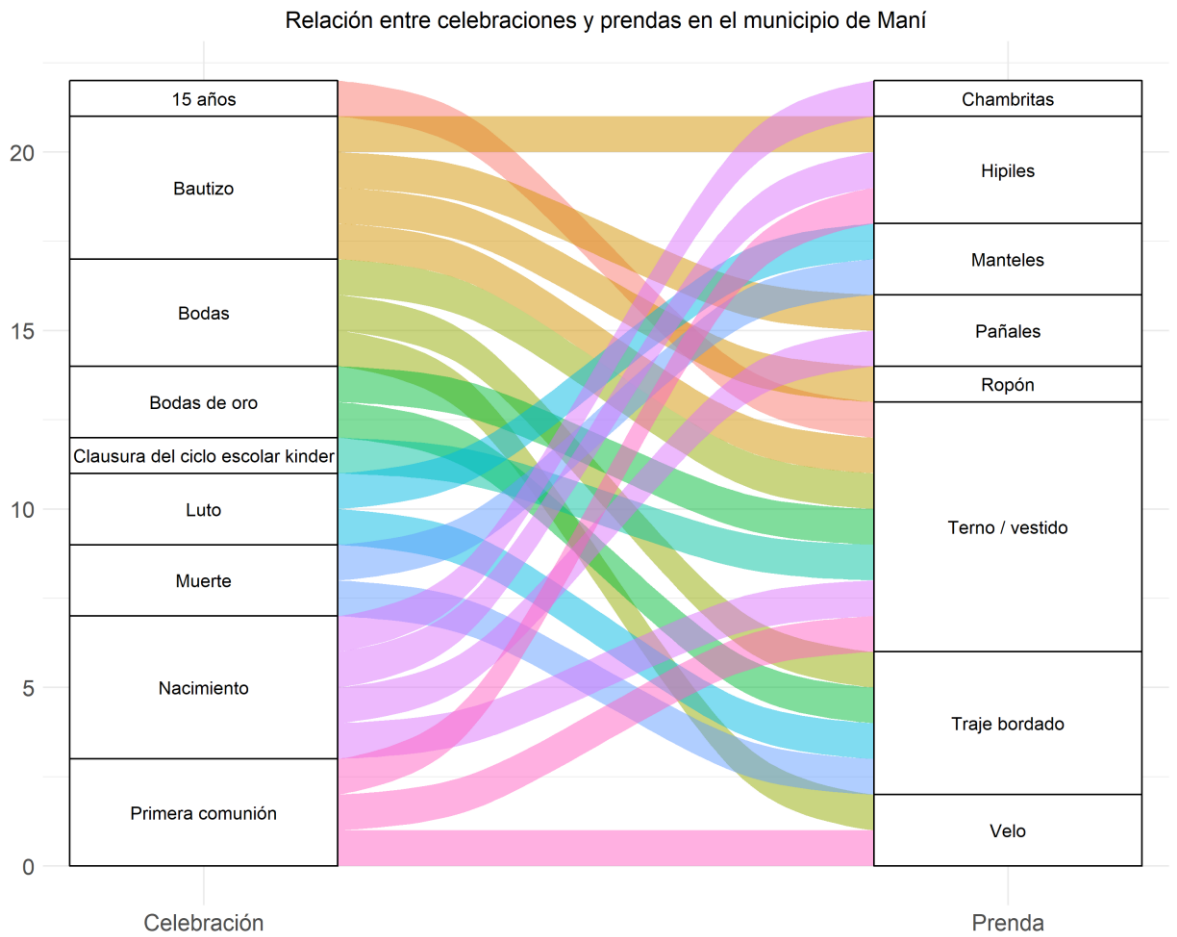 Relación entre celebraciones y prendas en el municipio de Maní
20
15
10
5
0
15 años
Bautizo
Bodas
Bodas de oro
Clausura del ciclo escolar kinder
Luto
Muerte
Nacimiento
Primera comunión
Chambritas
Hipiles
Manteles
Pañales
Ropón
Terno / vestido
Traje bordado
Velo
Celebración
Prenda